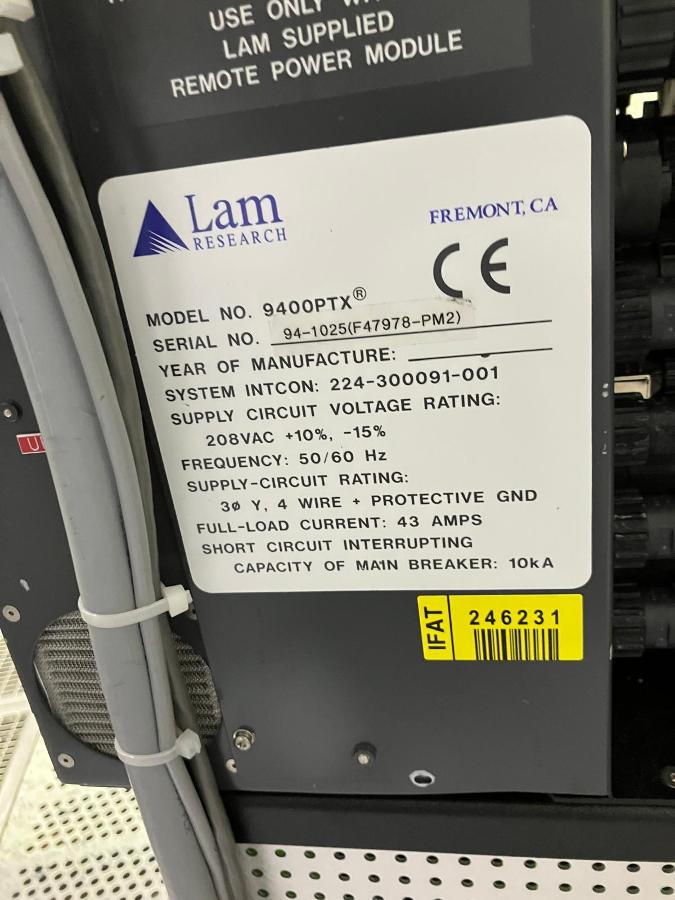 USE ONLY
LAM SUPPLIED
REMOTE POWER MODULE
Lam
RESEARCH
FREMONT, CA
CE
MODEL NO. 9400PTX®
SERIAL NO. 94-1025(F47978-PM2)
YEAR OF MANUFACTURE:
SYSTEM INTCON: 224-300091-001
SUPPLY CIRCUIT VOLTAGE RATING:
208VAC +10%, -15%
FREQUENCY: 50/60 Hz
SUPPLY-CIRCUIT RATING:
3ø Y, 4 WIRE + PROTECTIVE GND
FULL-LOAD CURRENT: 43 AMPS
SHORT CIRCUIT INTERRUPTING
CAPACITY OF MAIN BREAKER: 10kA
IFAT
246231